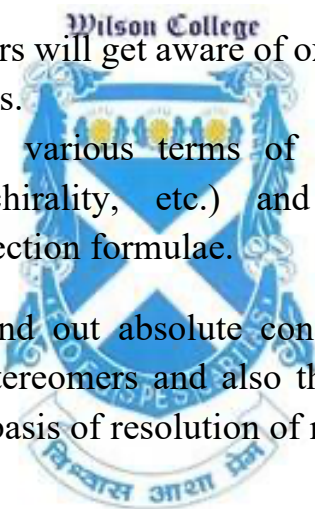 Wilson College
rs will get aware of o
s.
various terms of
chirality, etc.) and
ection formulae.
nd out absolute con
tereomers and also th
basis of resolution of r
विश्वास आशा प्रेम